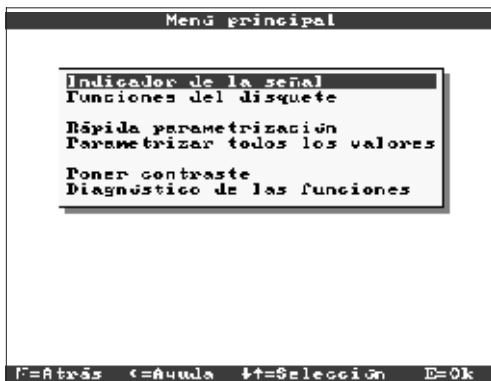 Menú principal
Indicador de la señal
Funciones del disquete
Rápida parametrización
Parametrizar todos los valores
Poner contraste
Diagnóstico de las funciones
=Atrás <=Ayuda ↓↑=Selección E=Ok